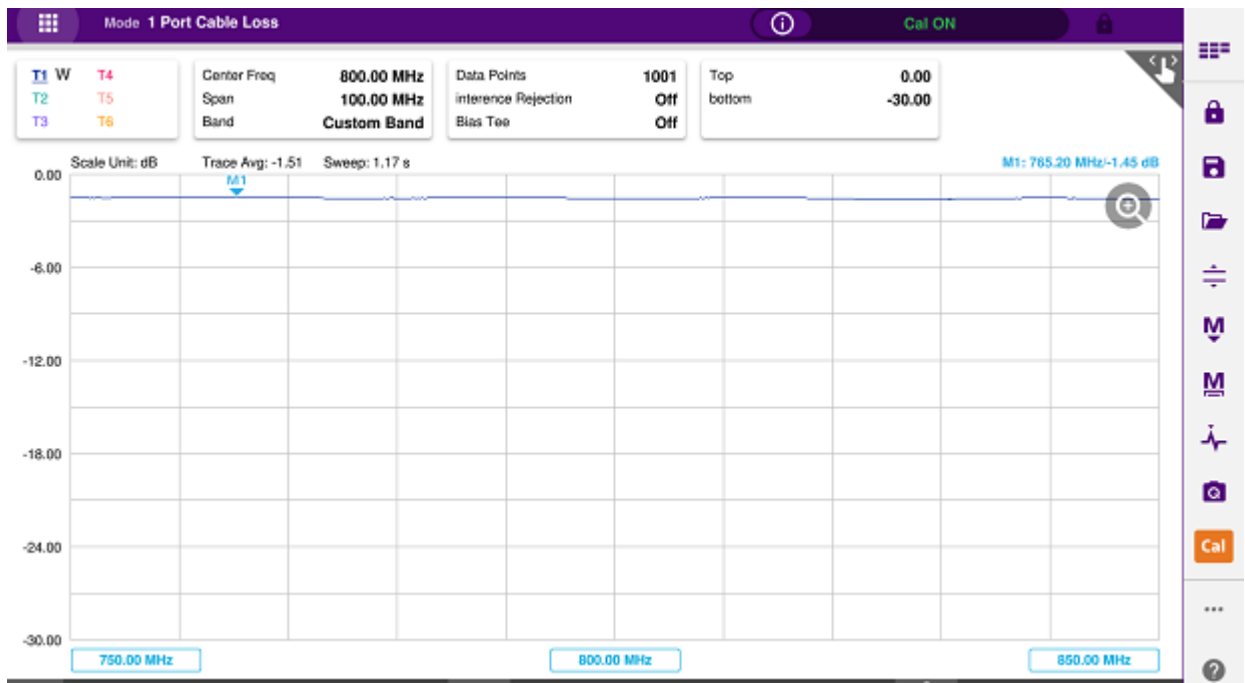 Mode 1 Port Cable Loss
Cal ON
T1 W T4
T2 T5
T3 T6
Center Freq 800.00 MHz
Span 100.00 MHz
Band Custom Band
Data Points 1001
interence Rejection Off
Bias Tee Off
Top 0.00
bottom -30.00
Scale Unit: dB Trace Avg: -1.51 Sweep: 1.17 s M1: 765.20 MHz/-1.45 dB
0.00
M1
-6.00
-12.00
-18.00
-24.00
-30.00
750.00 MHz 800.00 MHz 850.00 MHz
M
M
Cal